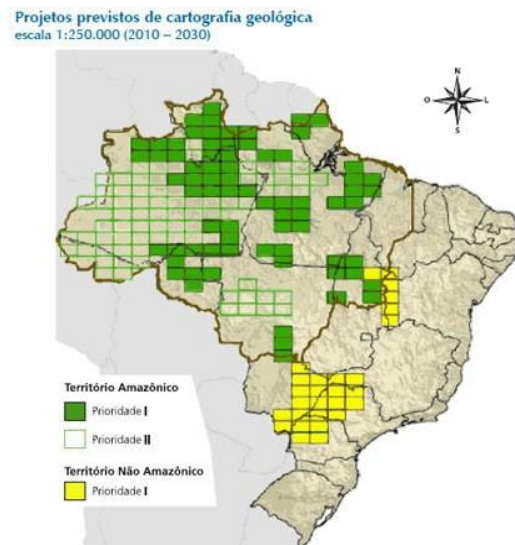 Projetos previstos de cartografia geológica
escala 1:250.000 (2010 – 2030)
N
O
L
S
Território Amazônico
Prioridade I
Prioridade II
Território Não Amazônico
Prioridade I